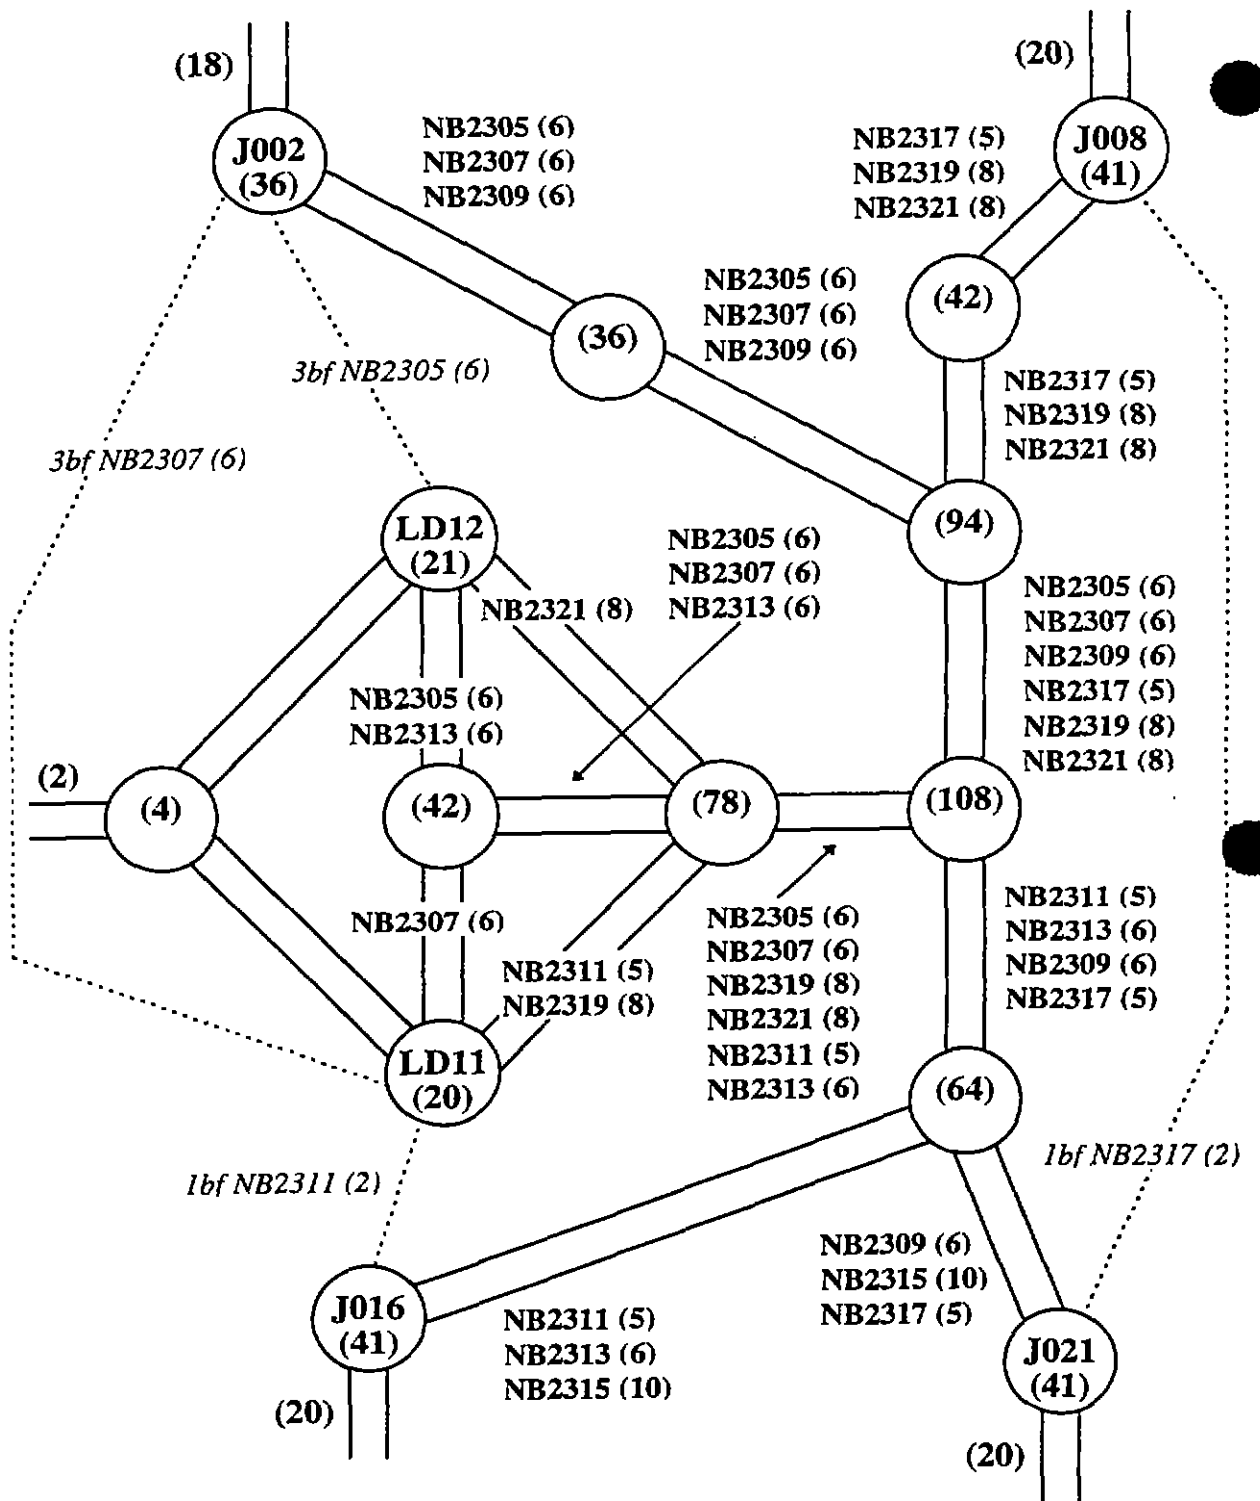 (18)
(20)
J002
(36)
NB2305 (6)
NB2307 (6)
NB2309 (6)
NB2317 (5)
NB2319 (8)
NB2321 (8)
J008
(41)
(36)
NB2305 (6)
NB2307 (6)
NB2309 (6)
(42)
3bf NB2305 (6)
NB2317 (5)
NB2319 (8)
NB2321 (8)
3bf NB2307 (6)
LD12
(21)
NB2305 (6)
NB2307 (6)
NB2313 (6)
(94)
NB2321 (8)
NB2305 (6)
NB2307 (6)
NB2309 (6)
NB2317 (5)
NB2319 (8)
NB2321 (8)
NB2305 (6)
NB2313 (6)
(2)
(4)
(42)
(78)
(108)
NB2307 (6)
NB2311 (5)
NB2319 (8)
NB2305 (6)
NB2307 (6)
NB2319 (8)
NB2321 (8)
NB2311 (5)
NB2313 (6)
NB2311 (5)
NB2313 (6)
NB2309 (6)
NB2317 (5)
LD11
(20)
(64)
1bf NB2311 (2)
1bf NB2317 (2)
NB2309 (6)
NB2315 (10)
NB2317 (5)
J016
(41)
NB2311 (5)
NB2313 (6)
NB2315 (10)
J021
(41)
(20)
(20)